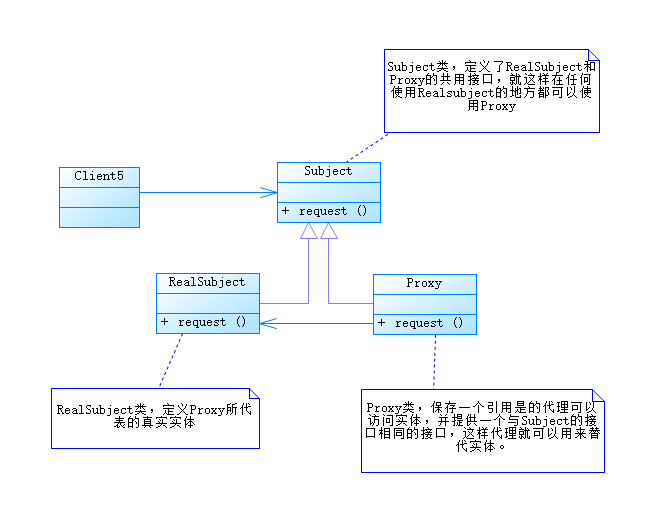 Subject类，定义了RealSubject和
Proxy的共用接口，就这样在任何
使用Realsubject的地方都可以使
用Proxy
Client5
Subject
+ request ()
RealSubject
+ request ()
Proxy
+ request ()
RealSubject类，定义Proxy所代
表的真实实体
Proxy类，保存一个引用是的代理可以
访问实体，并提供一个与Subject的接
口相同的接口，这样代理就可以用来替
代实体。